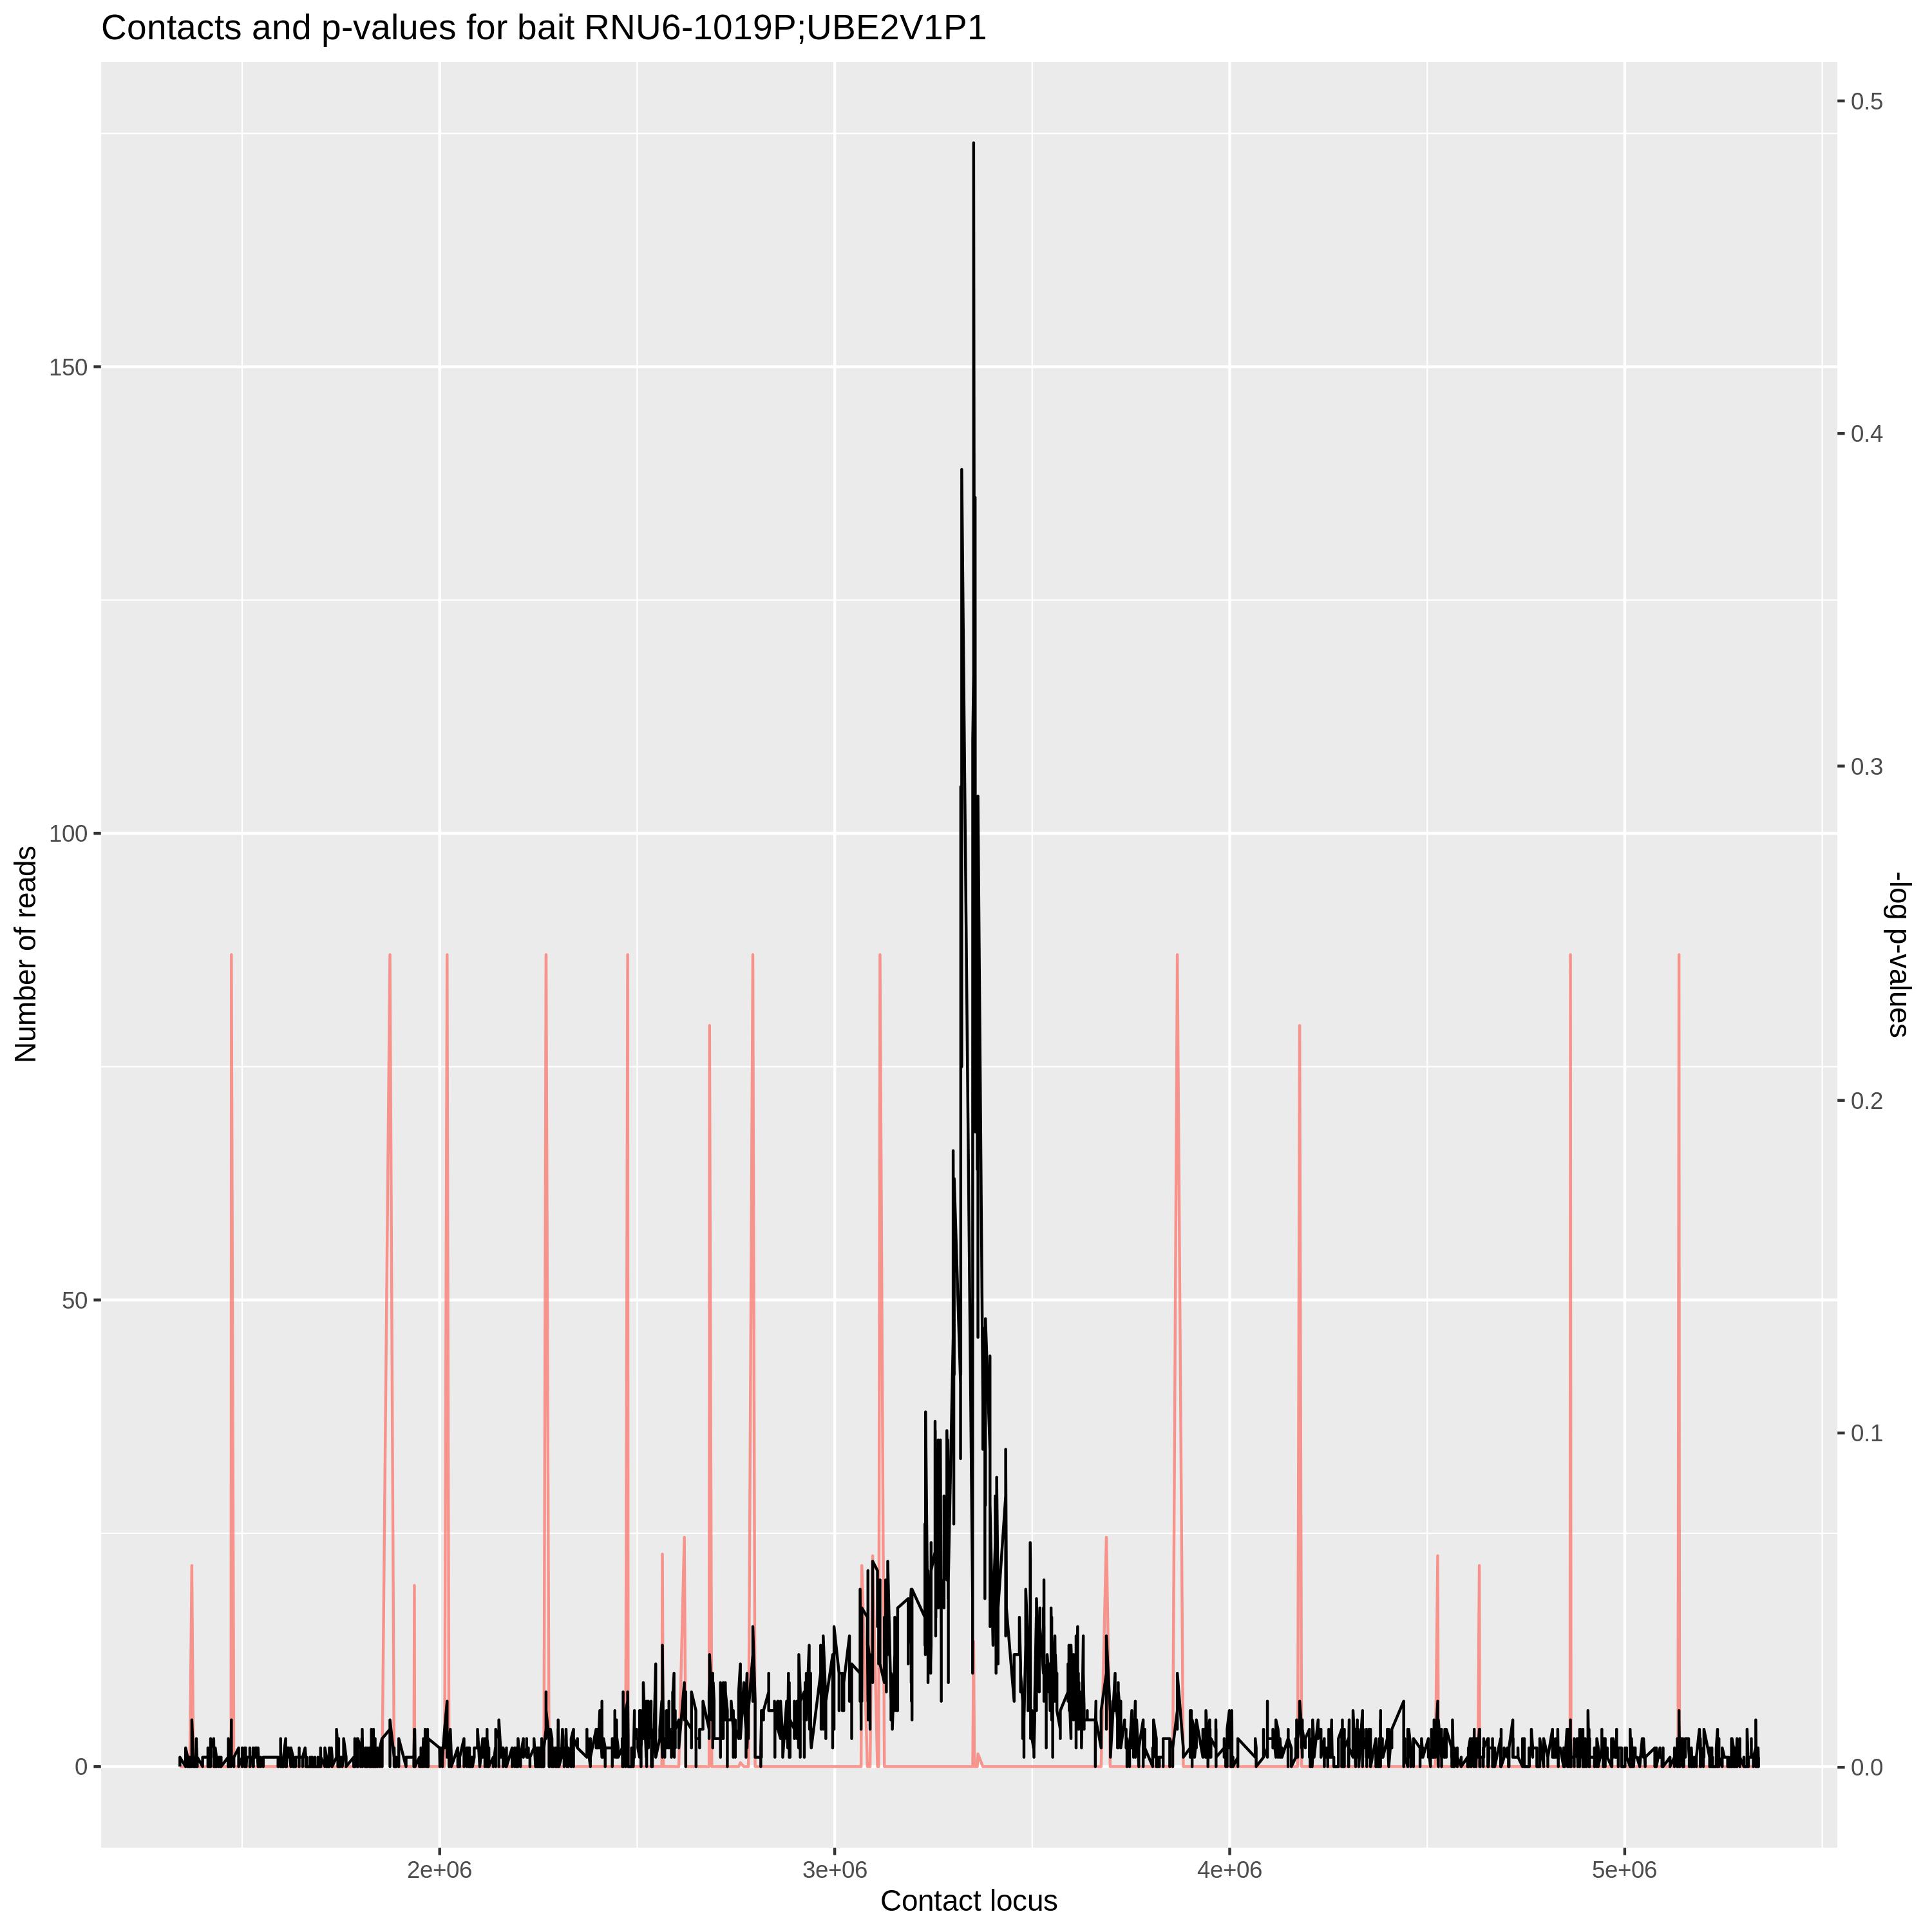 Contacts and p-values for bait RNU6-1019P;UBE2V1P1
150
100
50
0
Number of reads
0.5
0.4
0.3
0.2
0.1
0.0
-log p-values
2e+06 3e+06 4e+06 5e+06
Contact locus